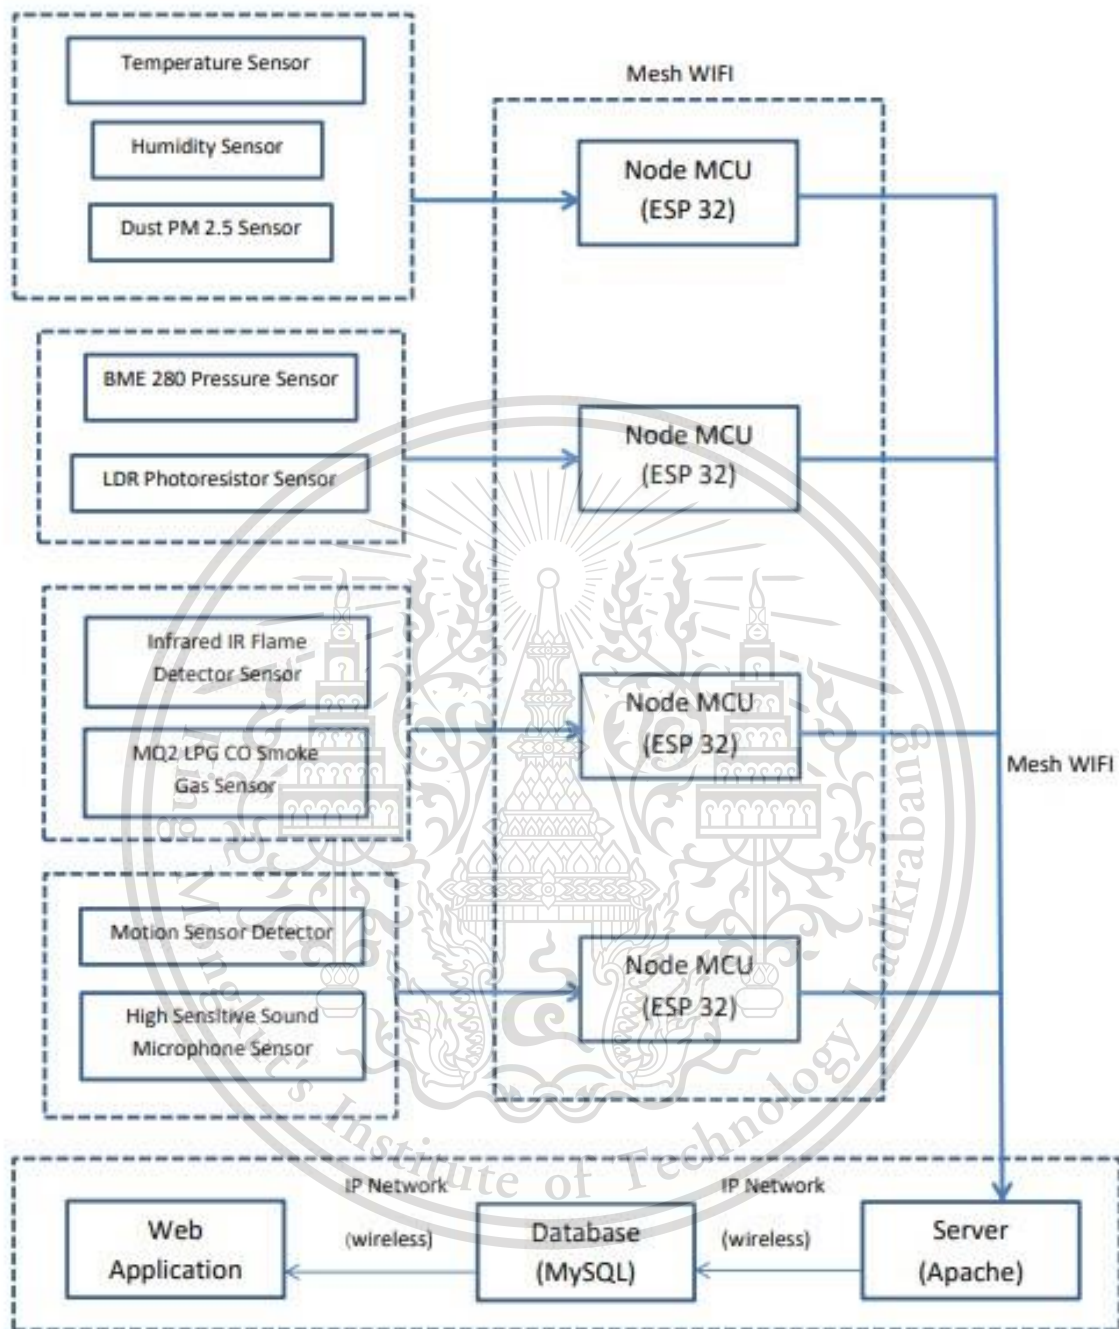 Temperature Sensor
Humidity Sensor
Dust PM 2.5 Sensor
Mesh WIFI
Node MCU
(ESP 32)
BME 280 Pressure Sensor
LDR Photoresistor Sensor
Node MCU
(ESP 32)
Infrared IR Flame
Detector Sensor
MQ2 LPG CO Smoke
Gas Sensor
Node MCU
(ESP 32)
Mesh WIFI
Motion Sensor Detector
High Sensitive Sound
Microphone Sensor
Node MCU
(ESP 32)
Web
Application
IP Network
(wireless)
Database
(MySQL)
IP Network
(wireless)
Server
(Apache)
King Mongkut's Institute of Technology Ladkrabang